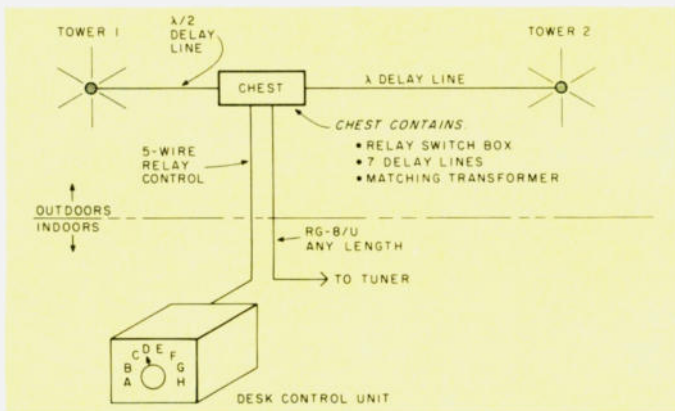 TOWER 1
λ/2
DELAY
LINE
TOWER 2
CHEST
λ DELAY LINE
CHEST CONTAINS:
• RELAY SWITCH BOX
• 7 DELAY LINES
• MATCHING TRANSFORMER
5-WIRE
RELAY
CONTROL
OUTDOORS
INDOORS
RG-8/U
ANY LENGTH
TO TUNER
A B C D E F G H
DESK CONTROL UNIT